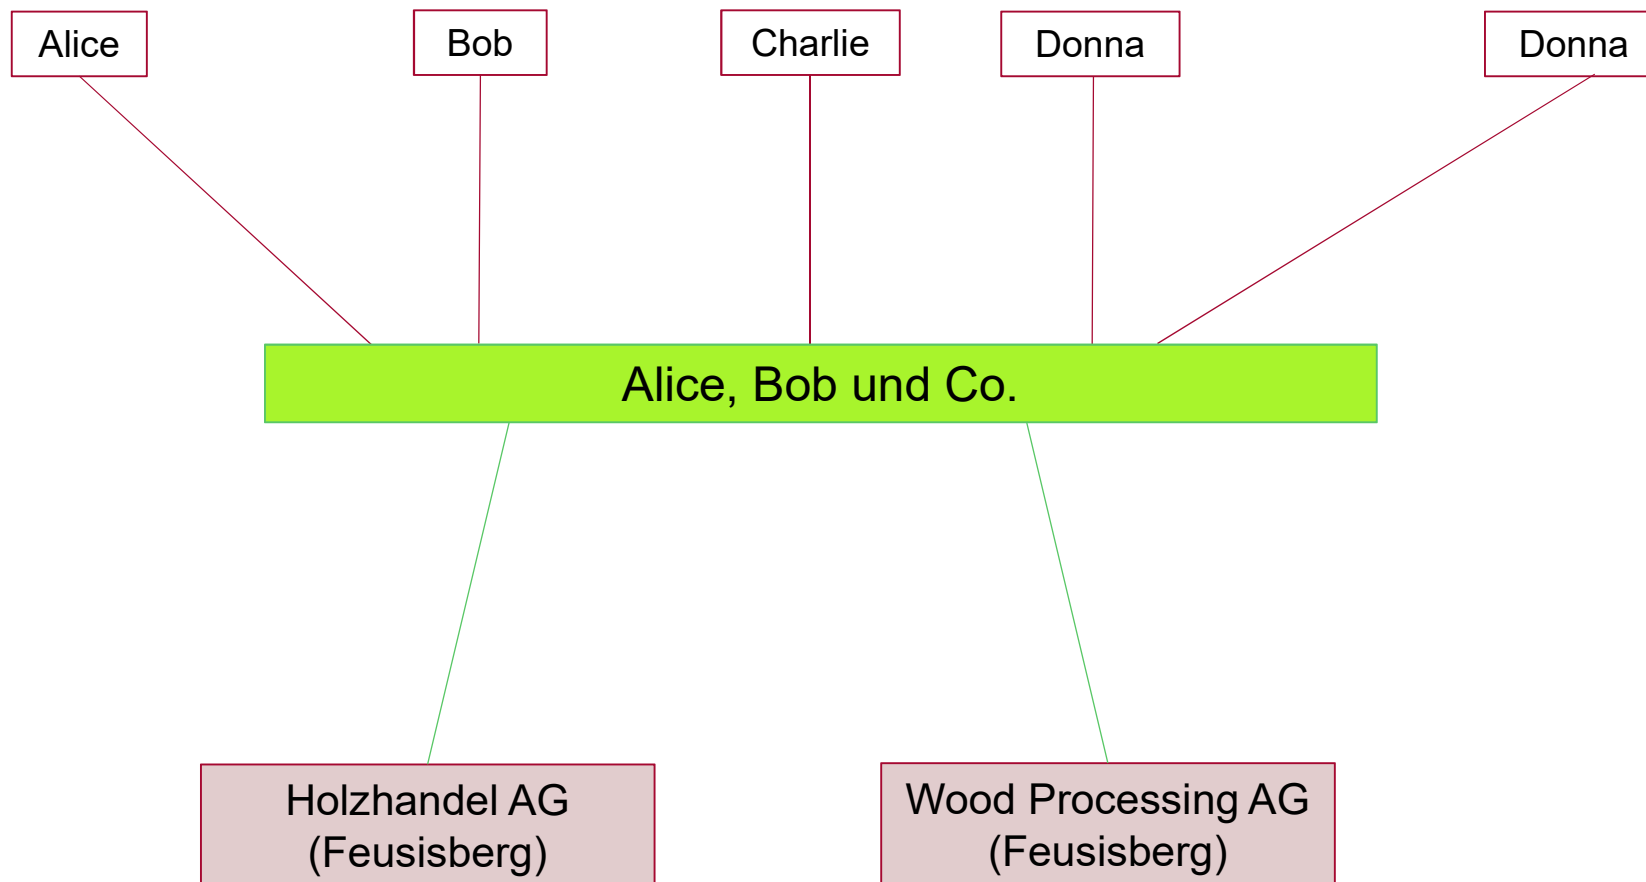 Alice
Bob
Charlie
Donna
Donna
Alice, Bob und Co.
Holzhandel AG
(Feusisberg)
Wood Processing AG
(Feusisberg)